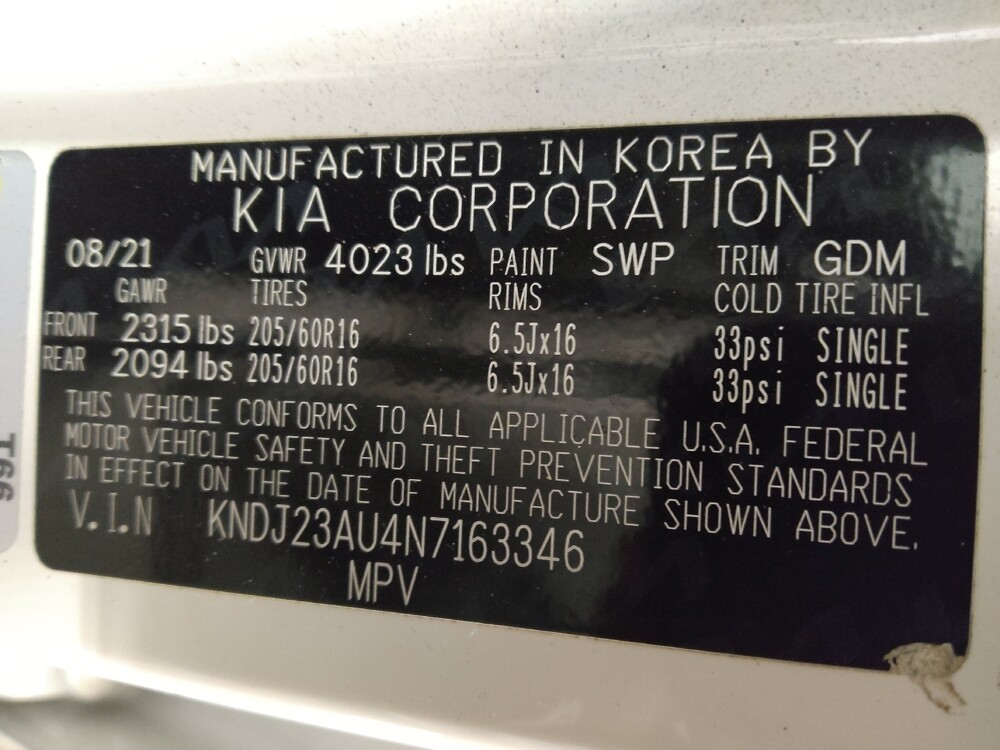 MANUFACTURED IN KOREA BY
KIA CORPORATION
08/21 GVWR 4023 lbs PAINT SWP TRIM GDM
GAWR TIRES RIMS COLD TIRE INFL
FRONT 2315 lbs 205/60R16 6.5Jx16 33psi SINGLE
REAR 2094 lbs 205/60R16 6.5Jx16 33psi SINGLE
THIS VEHICLE CONFORMS TO ALL APPLICABLE U.S.A. FEDERAL
MOTOR VEHICLE SAFETY AND THEFT PREVENTION STANDARDS
IN EFFECT ON THE DATE OF MANUFACTURE SHOWN ABOVE.
V.I.N KNDJ23AU4N7163346
MPV